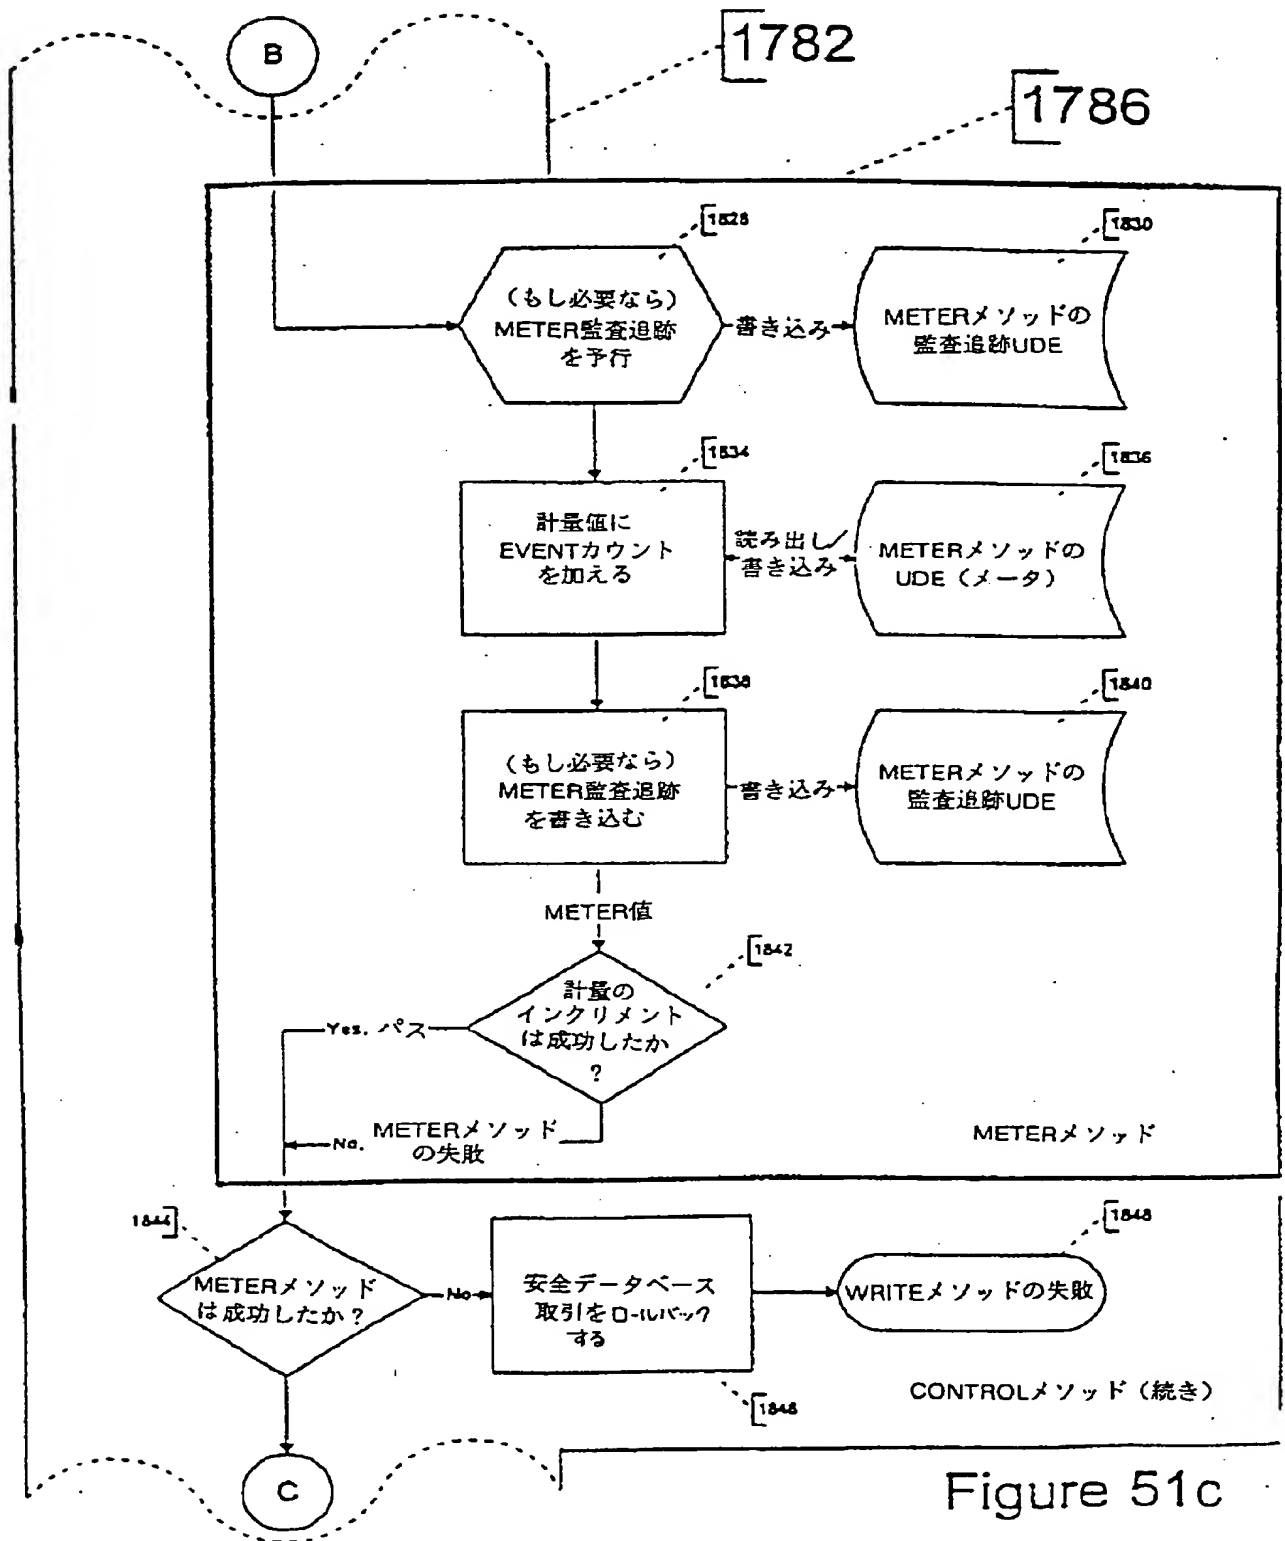 B
1782
1786
1828
1830
(もし必要なら)
METER監査追跡
を予行
書き込み
METERメソッドの
監査追跡UDE
1834
1836
計量値に
EVENTカウント
を加える
読み出し/
書き込み
METERメソッドの
UDE(メータ)
1838
1840
(もし必要なら)
METER監査追跡
を書き込む
書き込み
METERメソッドの
監査追跡UDE
METER値
1842
計量の
インクリメント
は成功したか
?
Yes. パス
No.
METERメソッド
の失敗
METERメソッド
1844
1848
METERメソッド
は成功したか?
No
安全データベース
取引をロールバック
する
WRITEメソッドの失敗
1846
CONTROLメソッド(続き)
C
Figure 51c